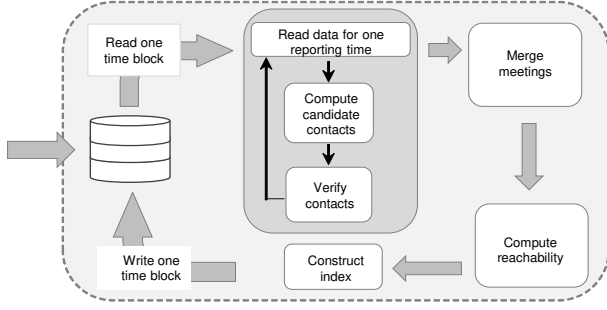 Read one
time block
Read data for one
reporting time
Merge
meetings
Compute
candidate
contacts
Verify
contacts
Compute
reachability
Construct
index
Write one
time block